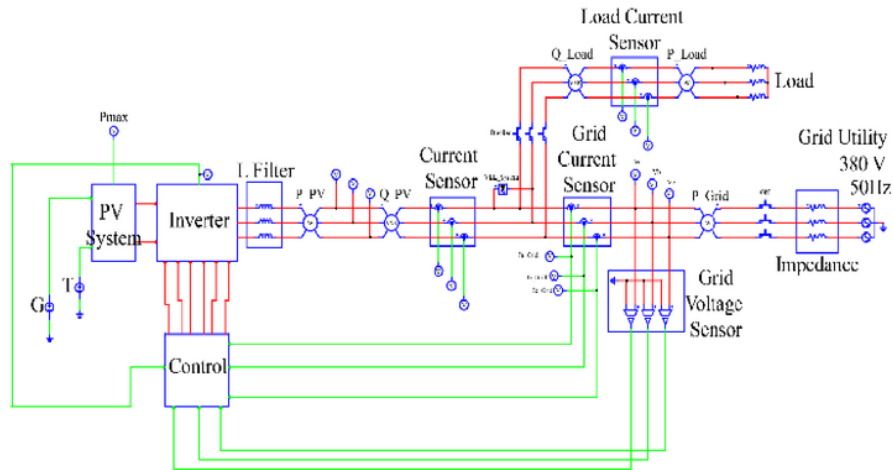 Load Current
Sensor
Q_Load
P_Load
Load
Pmax
L Filter
P_PV
Q_PV
Current
Sensor
Grid
Current
Sensor
P_Grid
Grid Utility
380 V
50Hz
PV
System
Inverter
Impedance
G
T
Grid
Voltage
Sensor
Control